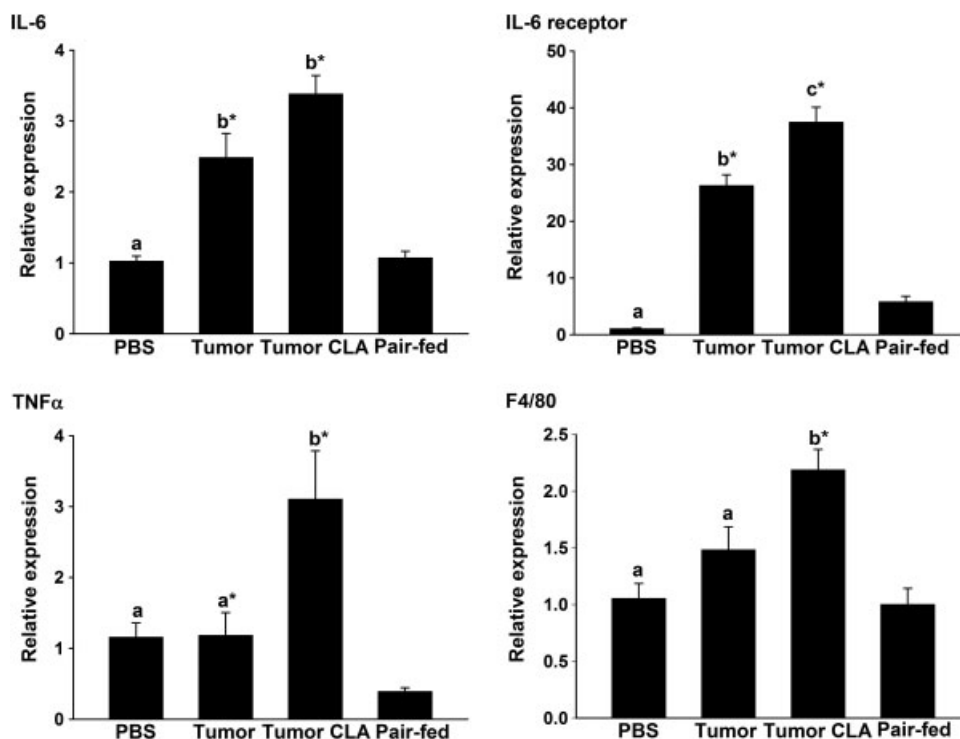 IL-6
4
3
2
1
0
Relative expression
a
b*
b*
PBS Tumor Tumor CLA Pair-fed
IL-6 receptor
50
40
30
20
10
0
Relative expression
a
b*
c*
PBS Tumor Tumor CLA Pair-fed
TNFα
4
3
2
1
0
Relative expression
a
a*
b*
PBS Tumor Tumor CLA Pair-fed
F4/80
2.5
2.0
1.5
1.0
0.5
0.0
Relative expression
a
a
b*
PBS Tumor Tumor CLA Pair-fed